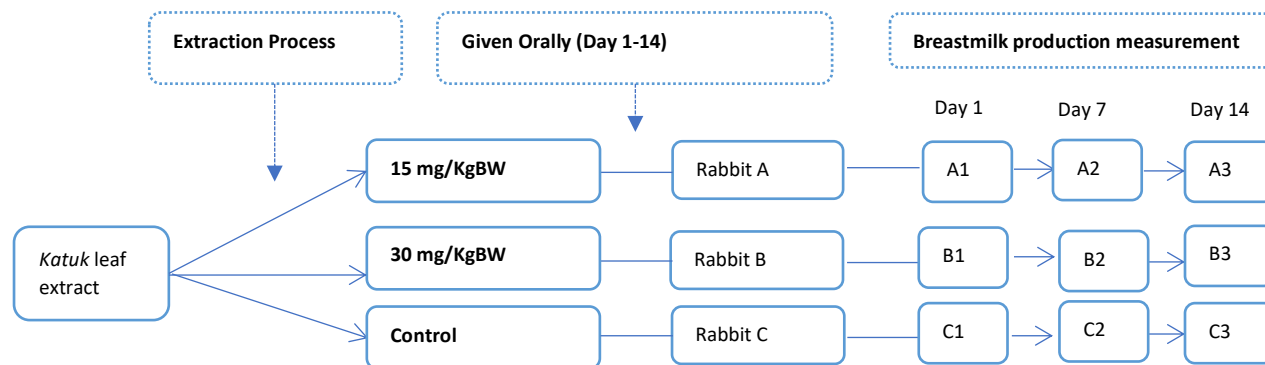 Extraction Process
Given Orally (Day 1-14)
Breastmilk production measurement
Day 1
Day 7
Day 14
15 mg/KgBW
Rabbit A
A1
A2
A3
Katuk leaf
extract
30 mg/KgBW
Rabbit B
B1
B2
B3
Control
Rabbit C
C1
C2
C3